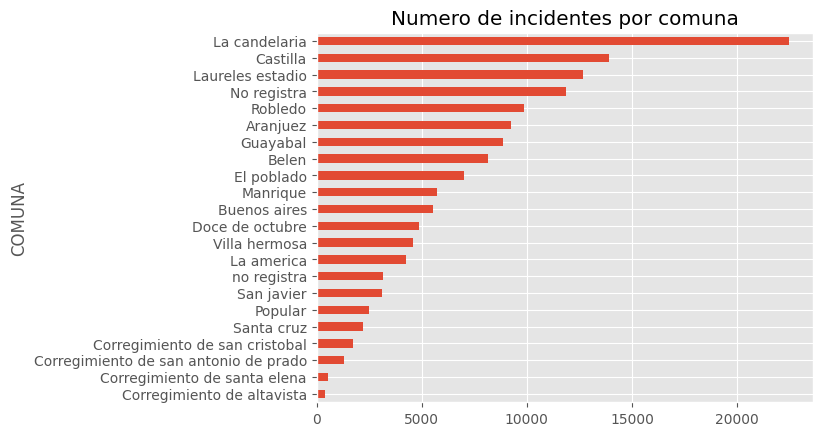 Numero de incidentes por comuna
COMUNA
La candelaria
Castilla
Laureles estadio
No registra
Robledo
Aranjuez
Guayabal
Belen
El poblado
Manrique
Buenos aires
Doce de octubre
Villa hermosa
La america
no registra
San javier
Popular
Santa cruz
Corregimiento de san cristobal
Corregimiento de san antonio de prado
Corregimiento de santa elena
Corregimiento de altavista
0 5000 10000 15000 20000